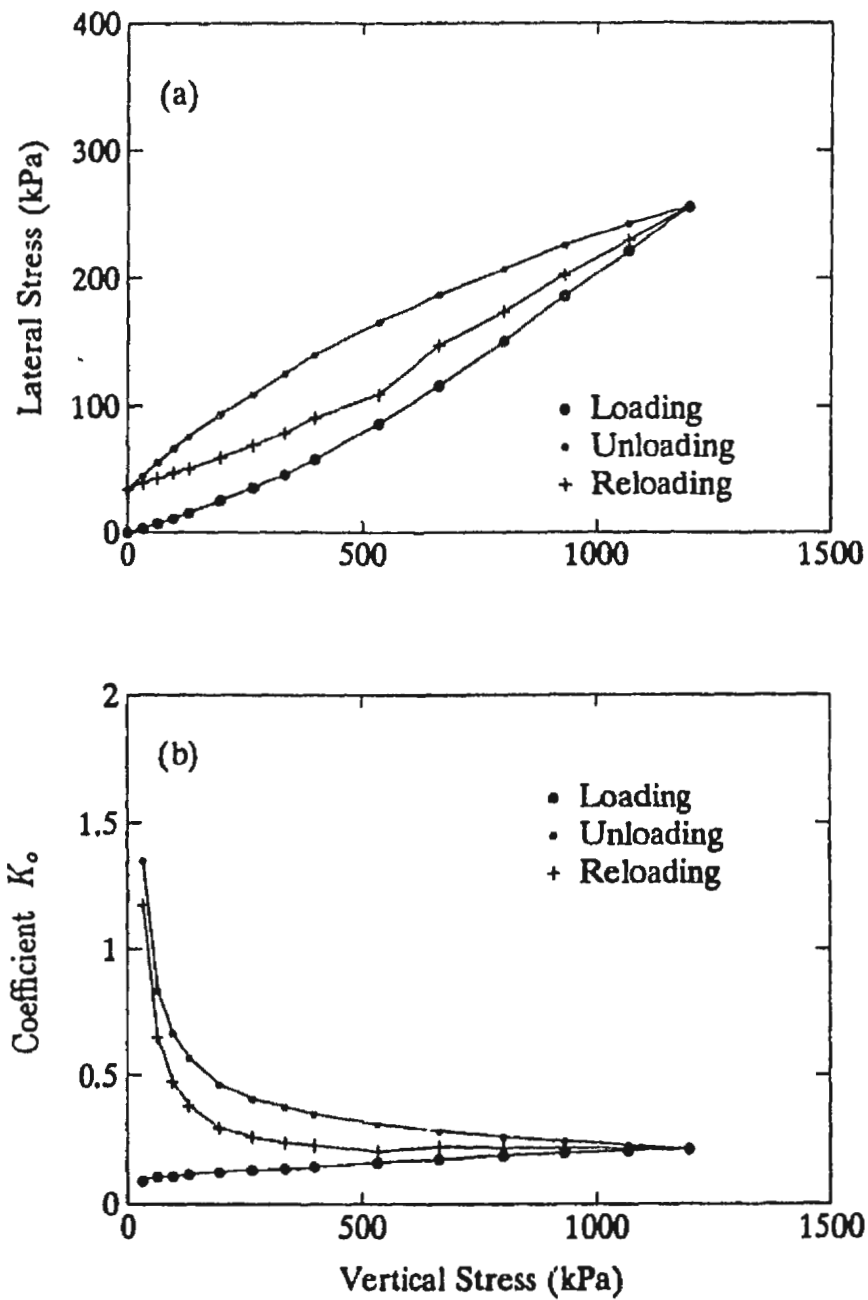 400
(a)
300
Lateral Stress (kPa)
200
100
Loading
Unloading
Reloading
0
0 500 1000 1500
2
(b)
Loading
Unloading
Reloading
1.5
Coefficient K₀
1
0.5
0
0 500 1000 1500
Vertical Stress (kPa)